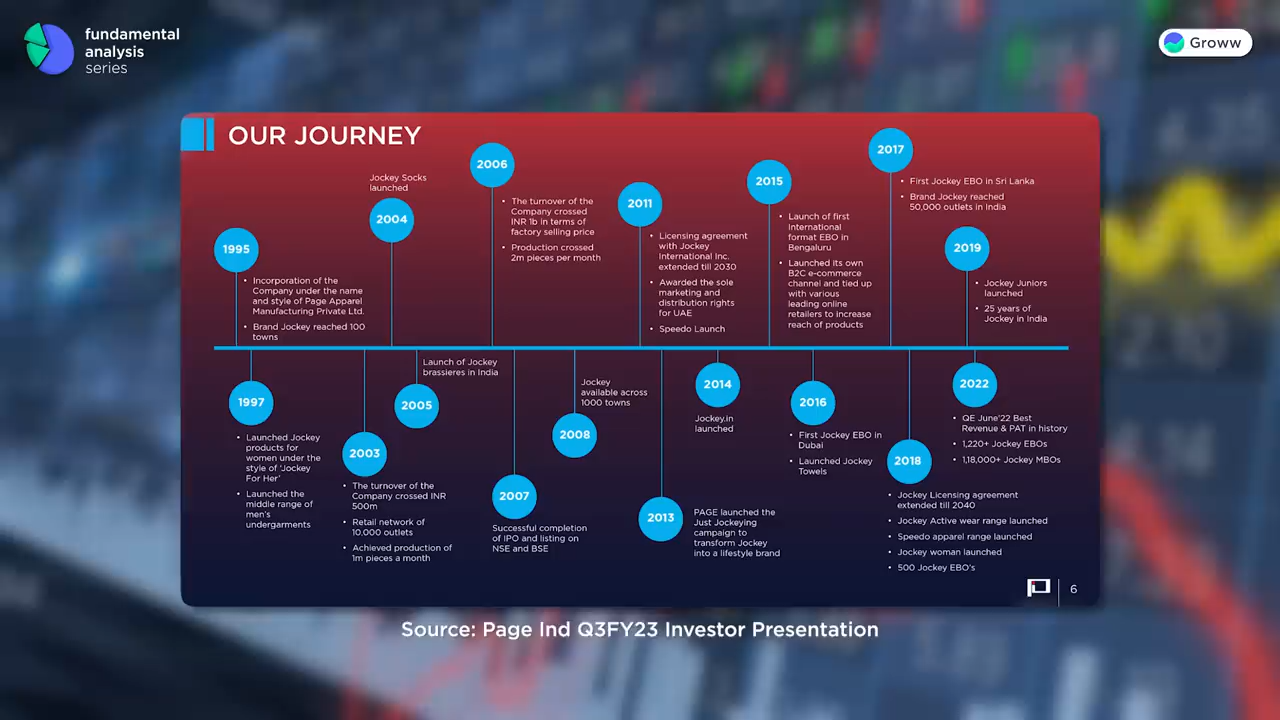 fundamental
analysis
series
Groww
OUR JOURNEY
1995
• Incorporation of the
Company under the name
and style of Page Apparel
Manufacturing Private Ltd.
• Brand Jockey reached 100
towns
Jockey Socks
launched
2004
2006
• The turnover of the
Company crossed
INR 1b in terms of
factory selling price
• Production crossed
2m pieces per month
2011
• Licensing agreement
with Jockey
International Inc.
extended till 2030
• Awarded the sole
marketing and
distribution rights
for UAE
• Speedo Launch
2015
• Launch of first
International
format EBO in
Bengaluru
• Launched its own
B2C e-commerce
channel and tied up
with various
leading online
retailers to increase
reach of products
2017
• First Jockey EBO in Sri Lanka
• Brand Jockey reached
50,000 outlets in India
2019
• Jockey Juniors
launched
• 25 years of
Jockey in India
1997
• Launched Jockey
products for
women under the
style of 'Jockey
For Her'
• Launched the
middle range of
men's
undergarments
2003
• The turnover of the
Company crossed INR
500m
• Retail network of
10,000 outlets
• Achieved production of
1m pieces a month
Launch of Jockey
brassieres in India
2005
2007
Successful completion
of IPO and listing on
NSE and BSE
Jockey
available across
1000 towns
2008
2013
PAGE launched the
Just Jockeying
campaign to
transform Jockey
into a lifestyle brand
2014
Jockey.in
launched
2016
• First Jockey EBO in
Dubai
• Launched Jockey
Towels
2018
• Jockey Licensing agreement
extended till 2040
• Jockey Active wear range launched
• Speedo apparel range launched
• Jockey woman launched
• 500 Jockey EBO's
2022
• QE June'22 Best
Revenue & PAT in history
• 1,220+ Jockey EBOs
• 1,18,000+ Jockey MBOs
6
Source: Page Ind Q3FY23 Investor Presentation
6.25
2.10